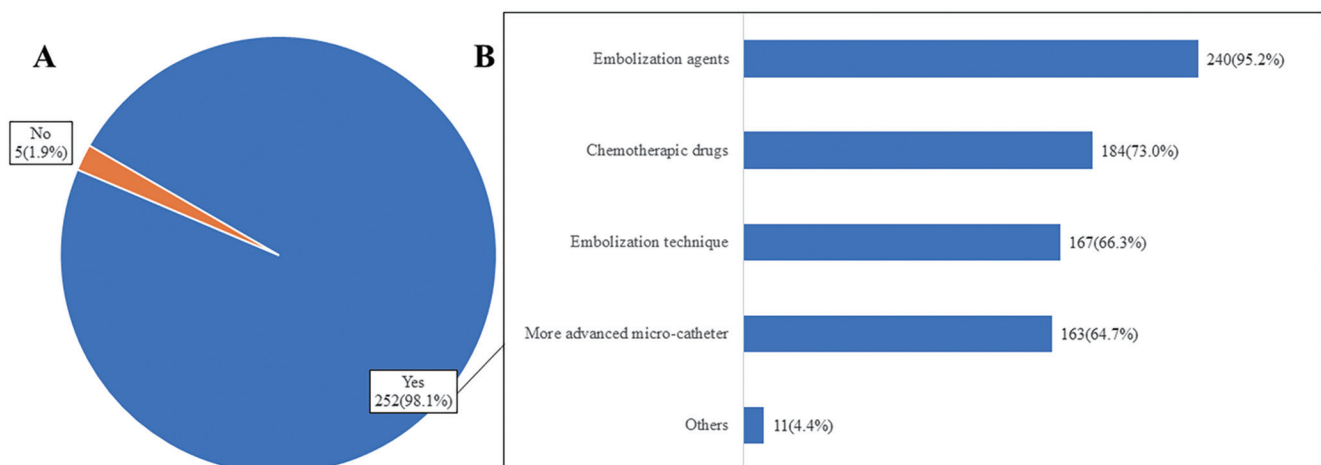 A
No
5(1.9%)
Yes
252(98.1%)
B
Embolization agents
240(95.2%)
Chemotherapic drugs
184(73.0%)
Embolization technique
167(66.3%)
More advanced micro-catheter
163(64.7%)
Others
11(4.4%)